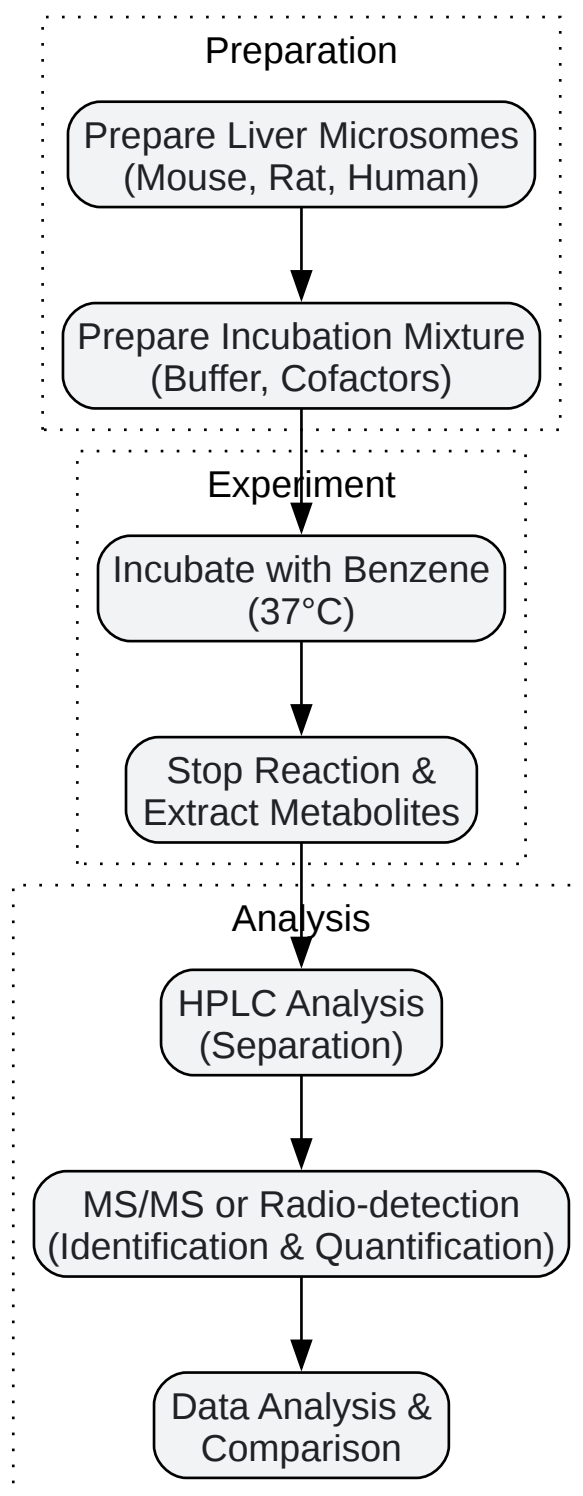 Preparation
Prepare Liver Microsomes
(Mouse, Rat, Human)
Prepare Incubation Mixture
(Buffer, Cofactors)
Experiment
Incubate with Benzene
(37°C)
Stop Reaction &
Extract Metabolites
Analysis
HPLC Analysis
(Separation)
MS/MS or Radio-detection
(Identification & Quantification)
Data Analysis &
Comparison